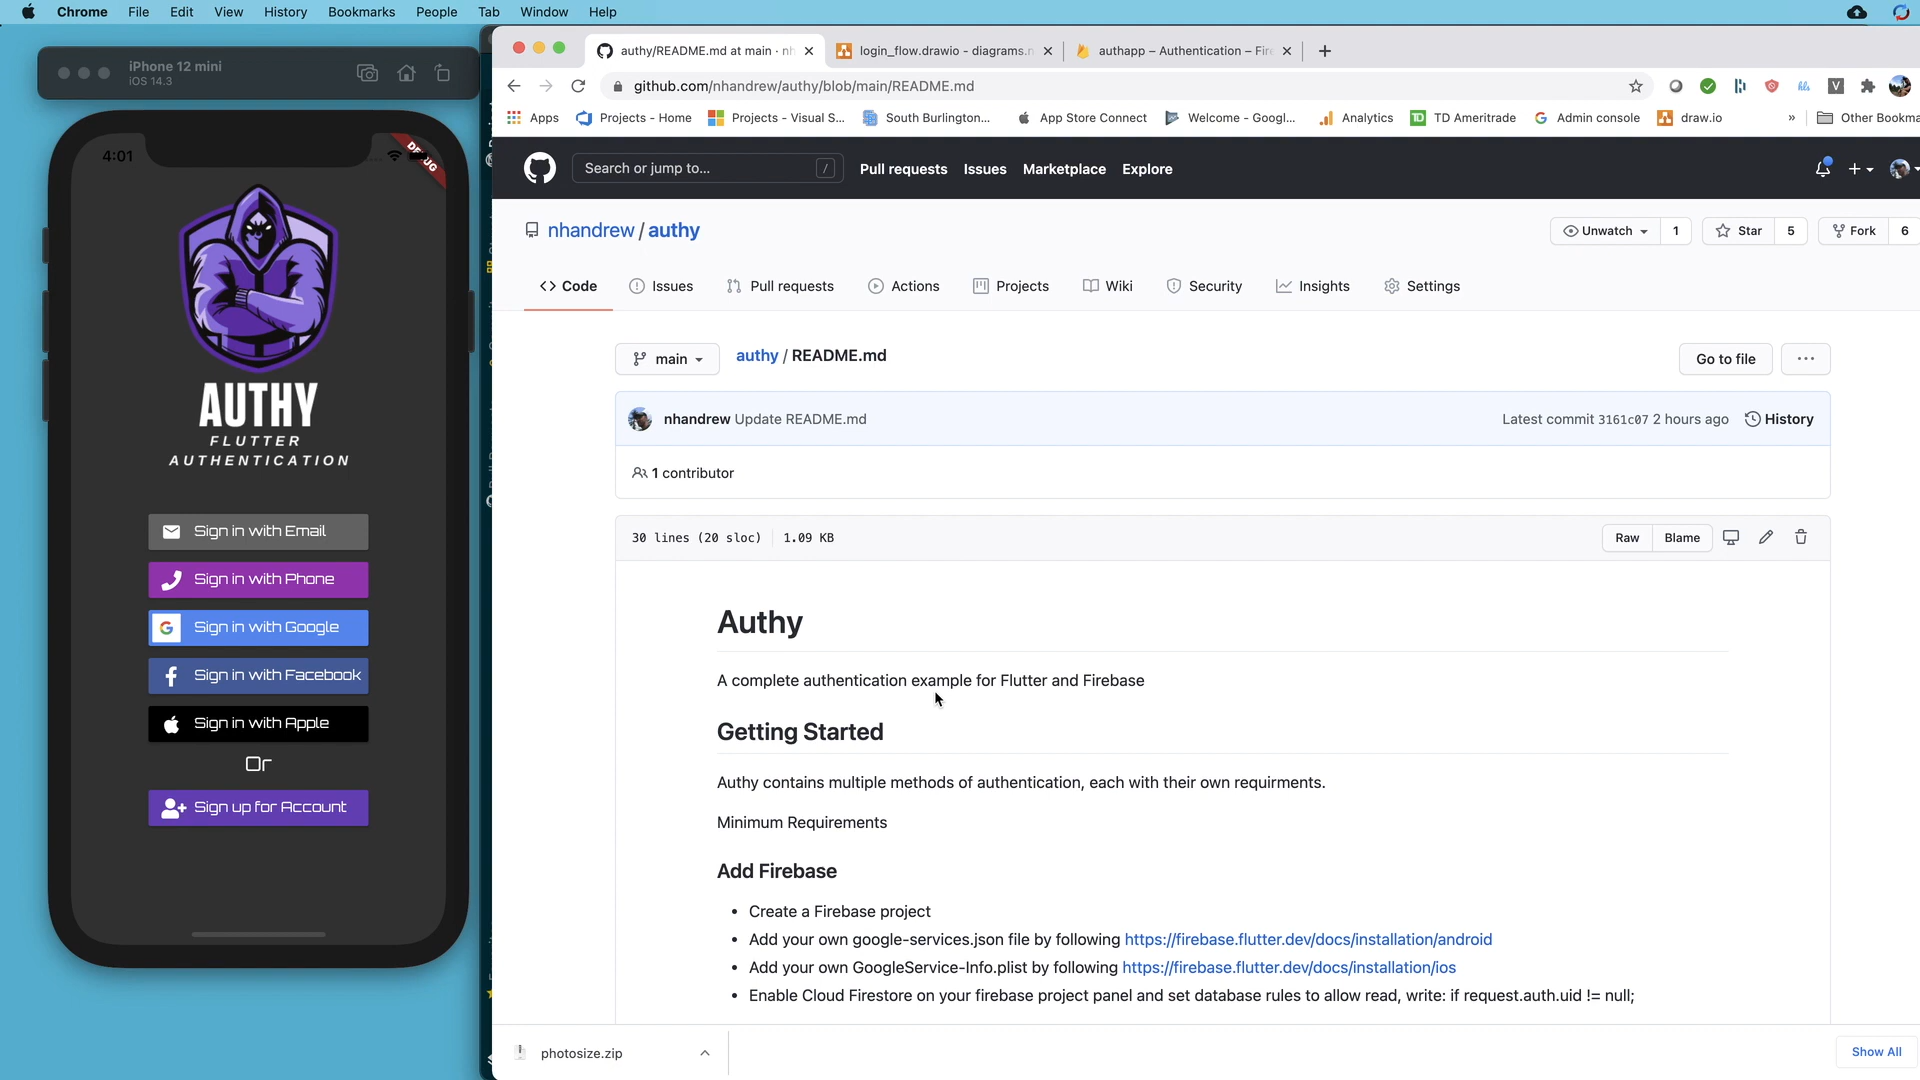 Chrome File Edit View History Bookmarks People Tab Window Help
iPhone 12 mini
iOS 14.3
4:01
DEBUG
AUTHY
FLUTTER
AUTHENTICATION
Sign in with Email
Sign in with Phone
Sign in with Google
Sign in with Facebook
Sign in with Apple
Or
Sign up for Account
authy/README.md at main · nh
login_flow.drawio - diagrams.n
authapp – Authentication – Fire
github.com/nhandrew/authy/blob/main/README.md
Apps Projects - Home Projects - Visual S... South Burlington... App Store Connect Welcome - Googl... Analytics TD Ameritrade Admin console draw.io » Other Bookma
Search or jump to... / Pull requests Issues Marketplace Explore
nhandrew / authy
Unwatch 1 Star 5 Fork 6
Code Issues Pull requests Actions Projects Wiki Security Insights Settings
main authy / README.md Go to file ...
nhandrew Update README.md Latest commit 3161c07 2 hours ago History
1 contributor
30 lines (20 sloc) 1.09 KB Raw Blame
Authy
A complete authentication example for Flutter and Firebase
Getting Started
Authy contains multiple methods of authentication, each with their own requirments.
Minimum Requirements
Add Firebase
• Create a Firebase project
• Add your own google-services.json file by following https://firebase.flutter.dev/docs/installation/android
• Add your own GoogleService-Info.plist by following https://firebase.flutter.dev/docs/installation/ios
• Enable Cloud Firestore on your firebase project panel and set database rules to allow read, write: if request.auth.uid != null;
photosize.zip
Show All